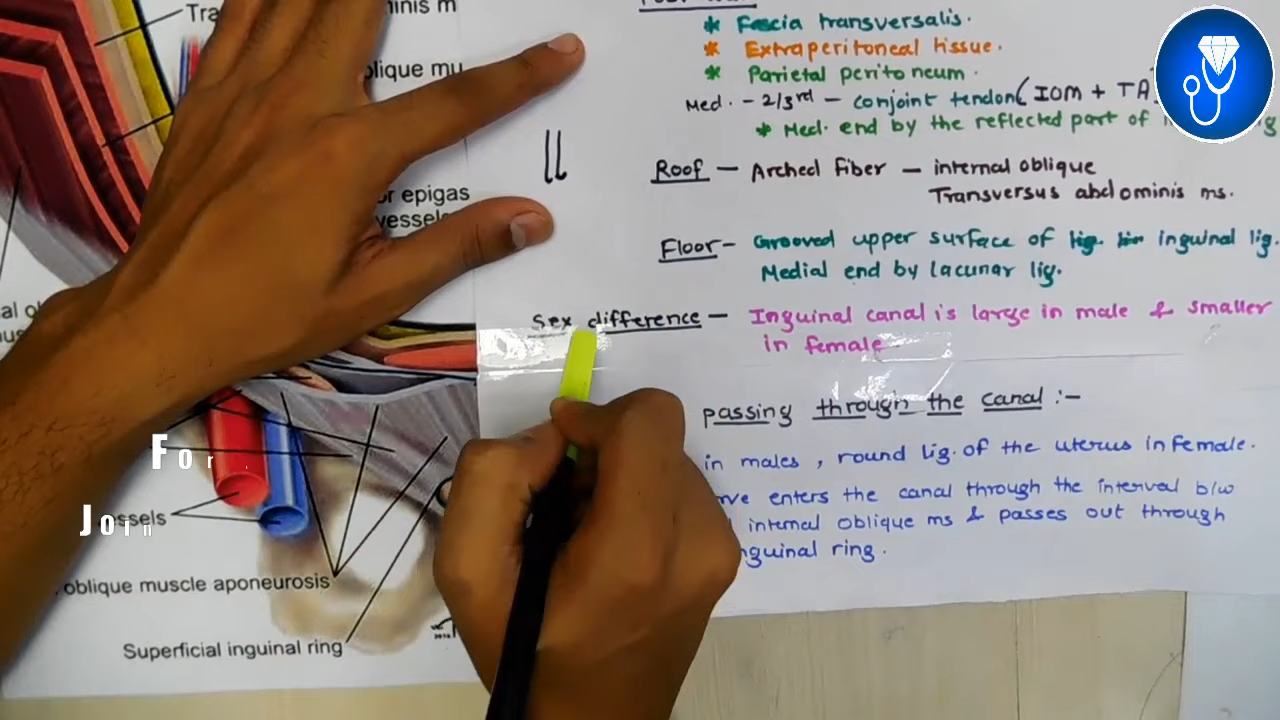 * Fascia transversalis.
* Extraperitoneal tissue.
* Parietal peritoneum.
Med. - 2/3rd - conjoint tendon (IOM + TA
* Med. end by the reflected part of
Roof - Arched fiber - internal oblique
Transversus abdominis ms.
Floor - Grooved upper surface of lig. inguinal lig.
Medial end by lacunar lig.
Sex difference - Inguinal canal is large in male & smaller
in female
passing through the canal :-
in males, round lig. of the uterus in female.
enters the canal through the interval b/w
internal oblique ms & passes out through
ring.
oblique
vessels
oblique muscle aponeurosis
Superficial inguinal ring
For
Join